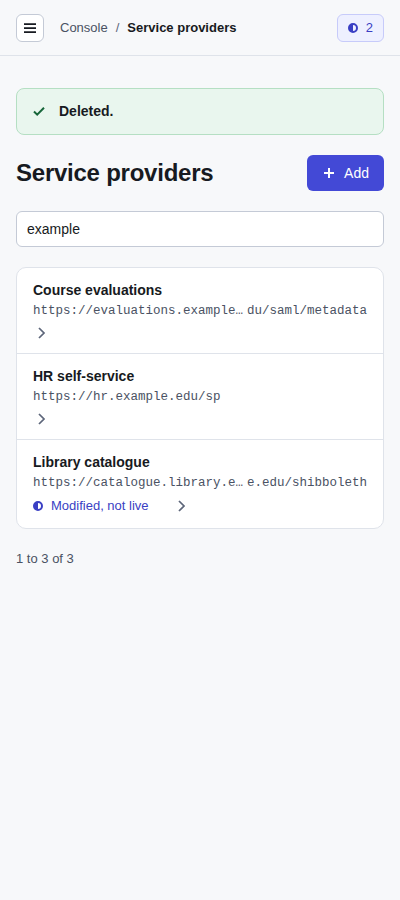 Console / Service providers
2
Deleted.
Service providers
Add
example
Course evaluations
https://evaluations.example… du/saml/metadata
HR self-service
https://hr.example.edu/sp
Library catalogue
https://catalogue.library.e… e.edu/shibboleth
Modified, not live
1 to 3 of 3